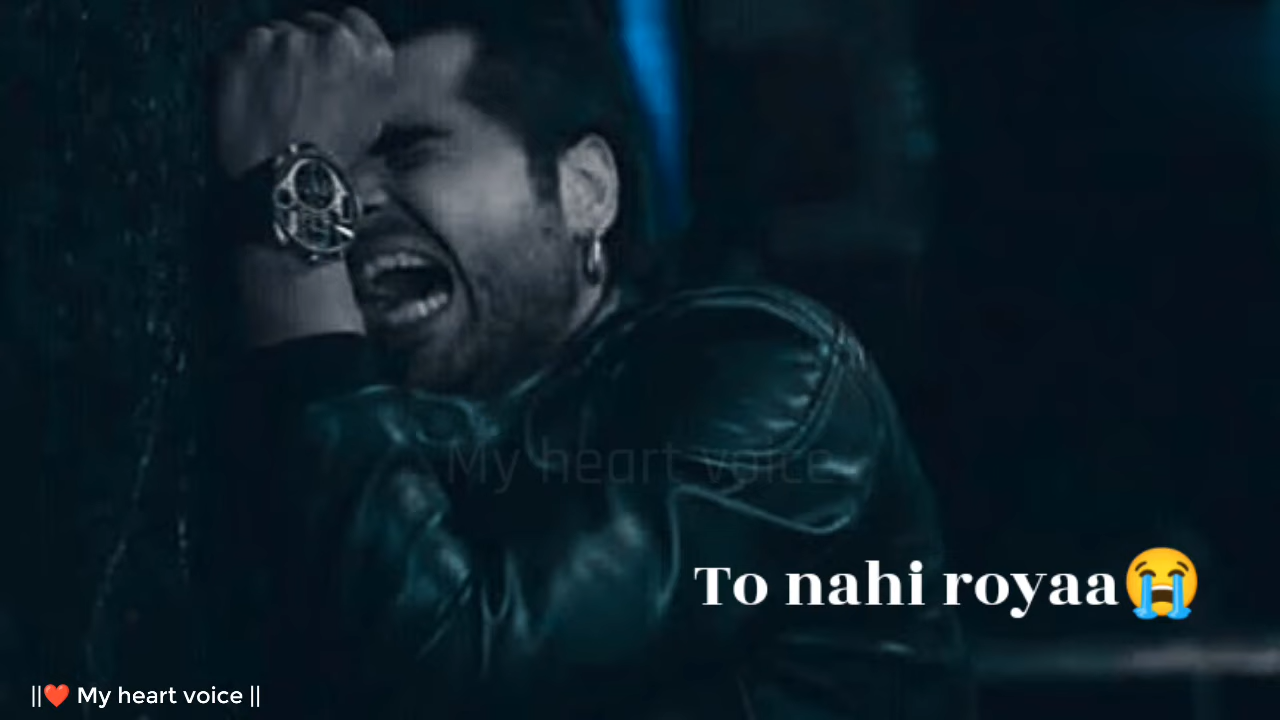 My heart voice
To nahi royaa😭
||❤️ My heart voice ||